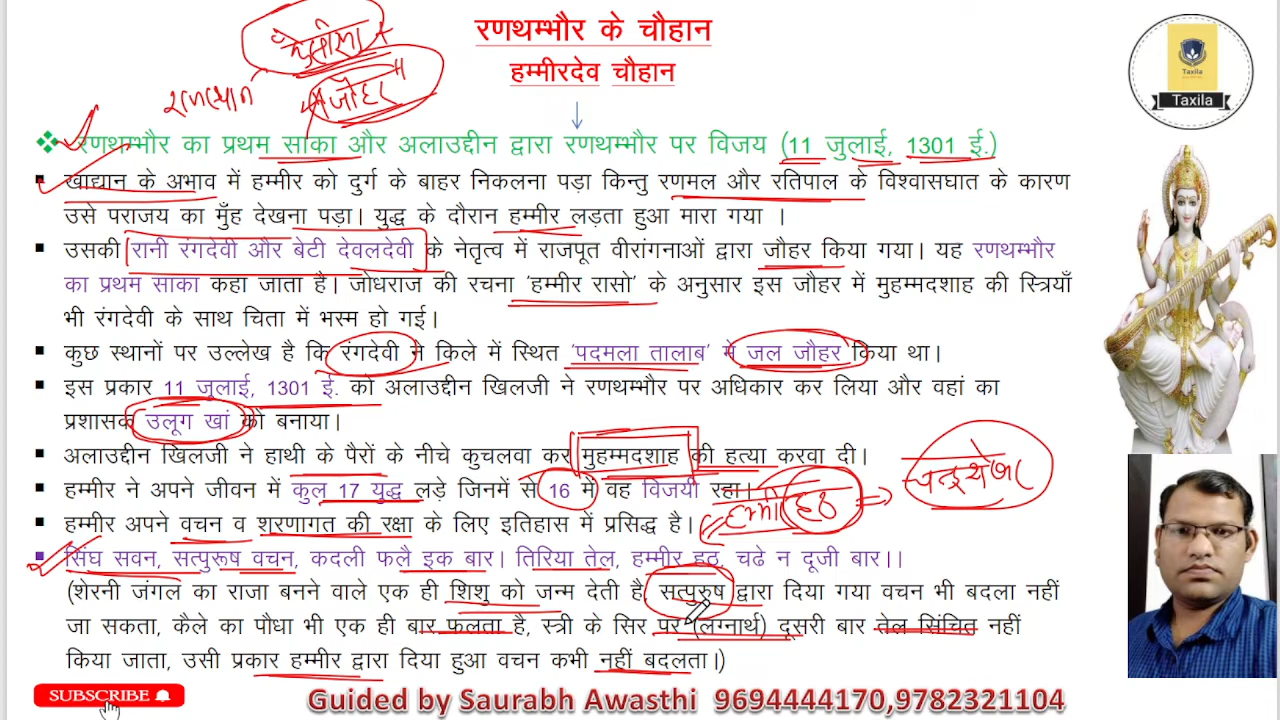 रणथम्भौर के चौहान
हम्मीरदेव चौहान
Taxila
Taxila
राजस्थान
"जौहर"
रणथम्भौर का प्रथम साका और अलाउद्दीन द्वारा रणथम्भौर पर विजय (11 जुलाई, 1301 ई.)
खाद्यान के अभाव में हम्मीर को दुर्ग के बाहर निकलना पड़ा किन्तु रणमल और रतिपाल के विश्वासघात के कारण
उसे पराजय का मुँह देखना पड़ा। युद्ध के दौरान हम्मीर लड़ता हुआ मारा गया ।
उसकी रानी रंगदेवी और बेटी देवलदेवी के नेतृत्व में राजपूत वीरांगनाओं द्वारा जौहर किया गया। यह रणथम्भौर
का प्रथम साका कहा जाता है। जोधराज की रचना 'हम्मीर रासो' के अनुसार इस जौहर में मुहम्मदशाह की स्त्रियाँ
भी रंगदेवी के साथ चिता में भस्म हो गई।
कुछ स्थानों पर उल्लेख है कि रंगदेवी ने किले में स्थित 'पदमला तालाब' में जल जौहर किया था।
इस प्रकार 11 जुलाई, 1301 ई. को अलाउद्दीन खिलजी ने रणथम्भौर पर अधिकार कर लिया और वहां का
प्रशासक उलूग खां को बनाया।
अलाउद्दीन खिलजी ने हाथी के पैरों के नीचे कुचलवा कर मुहम्मदशाह की हत्या करवा दी।
हम्मीर ने अपने जीवन में कुल 17 युद्ध लड़े जिनमें से 16 में वह विजयी रहा।
हठ
हम्मीर अपने वचन व शरणागत की रक्षा के लिए इतिहास में प्रसिद्ध है।
सिंघ सवन, सत्पुरूष वचन, कदली फलै इक बार। तिरिया तेल, हम्मीर हठ, चढे न दूजी बार।।
(शेरनी जंगल का राजा बनने वाले एक ही शिशु को जन्म देती है, सत्पुरुष द्वारा दिया गया वचन भी बदला नहीं
जा सकता, कैले का पौधा भी एक ही बार फलता है, स्त्री के सिर पर (लग्नार्थ) दूसरी बार तेल सिंचित नहीं
किया जाता, उसी प्रकार हम्मीर द्वारा दिया हुआ वचन कभी नहीं बदलता।)
SUBSCRIBE
Guided by Saurabh Awasthi 9694444170,9782321104